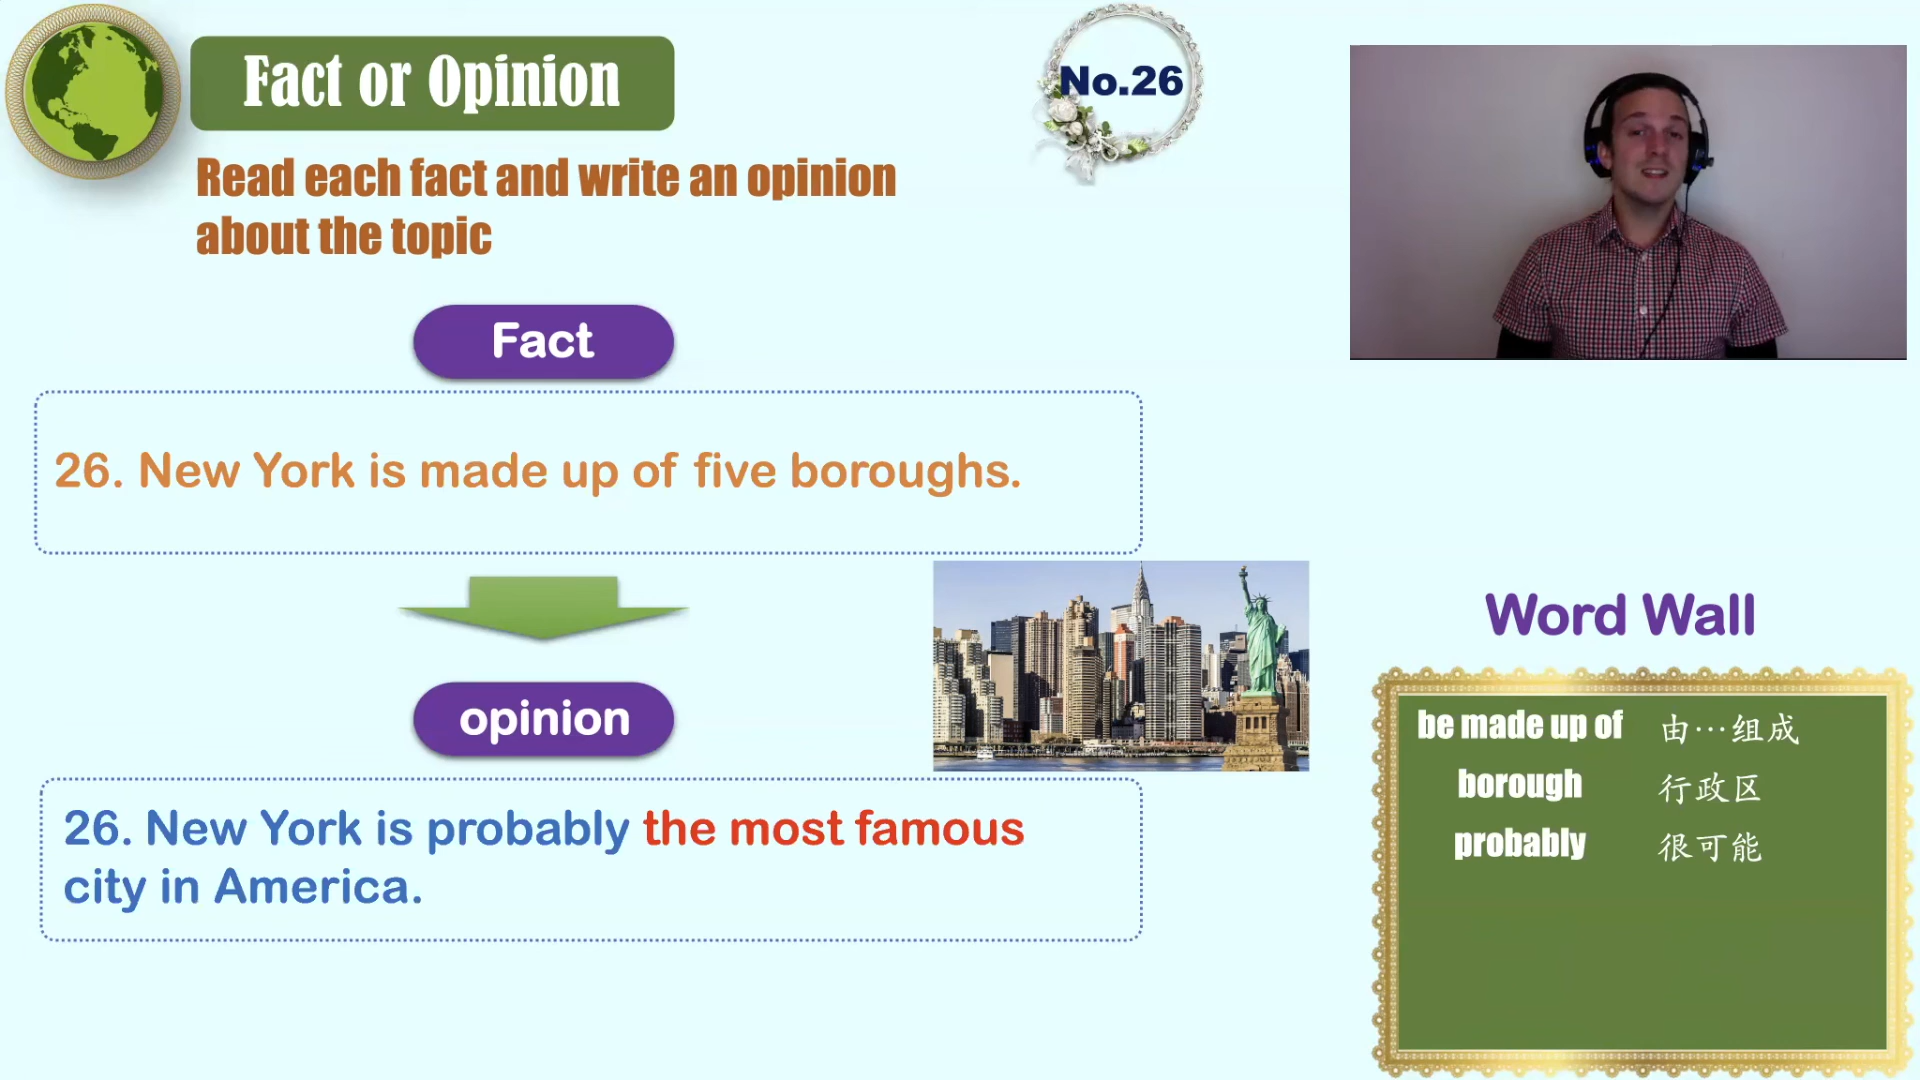 Fact or Opinion
No.26
Read each fact and write an opinion
about the topic
Fact
26. New York is made up of five boroughs.
opinion
26. New York is probably the most famous
city in America.
Word Wall
be made up of 由…组成
borough 行政区
probably 很可能